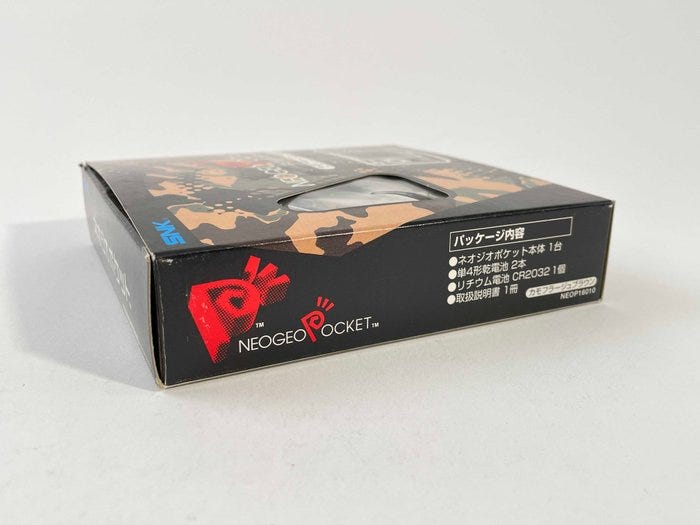 SNK
NEOGEO POCKET™
パッケージ内容
●ネオジオポケット本体 1台
●単4形乾電池 2本
●リチウム電池 CR2032 1個
●取扱説明書 1冊
カモフラージュブラウン
NEOP16010
™